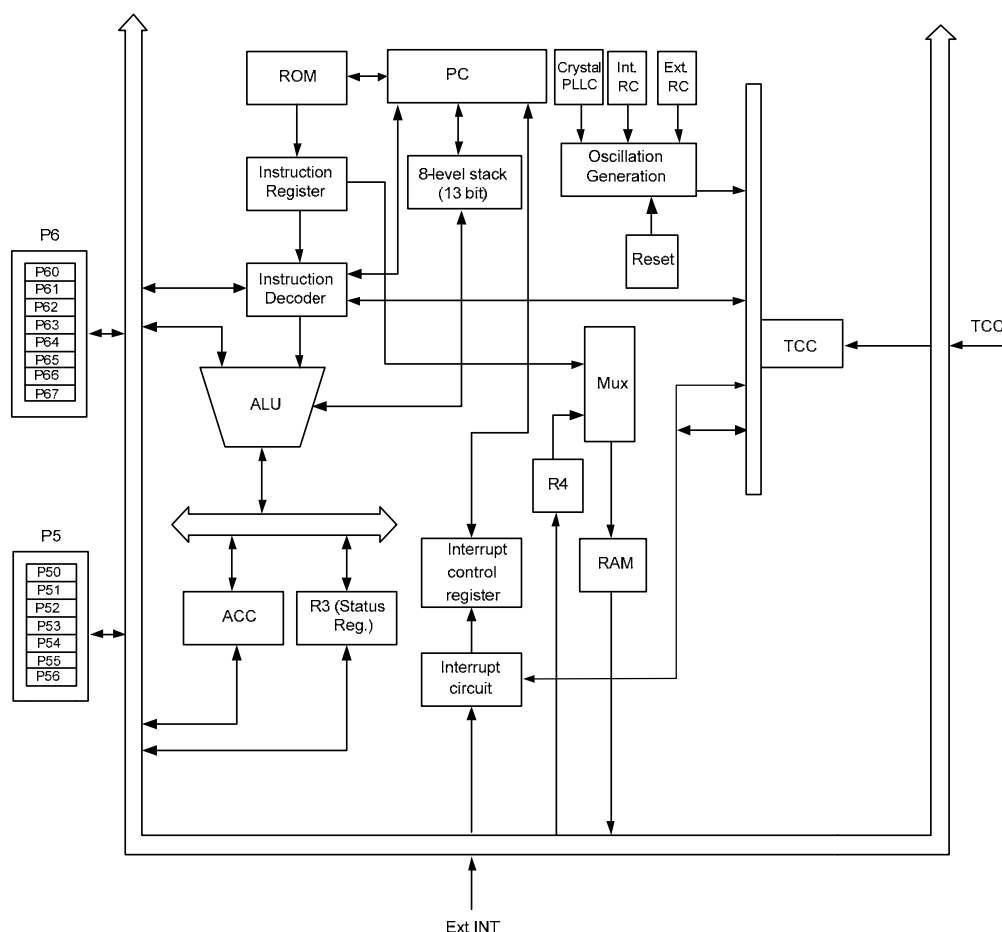 ROM
PC
Crystal
PLLC
Int.
RC
Ext.
RC
Oscillation
Generation
Instruction
Register
8-level stack
(13 bit)
Reset
P6
P60
P61
P62
P63
P64
P65
P66
P67
Instruction
Decoder
TCC
TCC
Mux
ALU
R4
P5
P50
P51
P52
P53
P54
P55
P56
Interrupt
control
register
RAM
ACC
R3 (Status
Reg.)
Interrupt
circuit
Ext INT